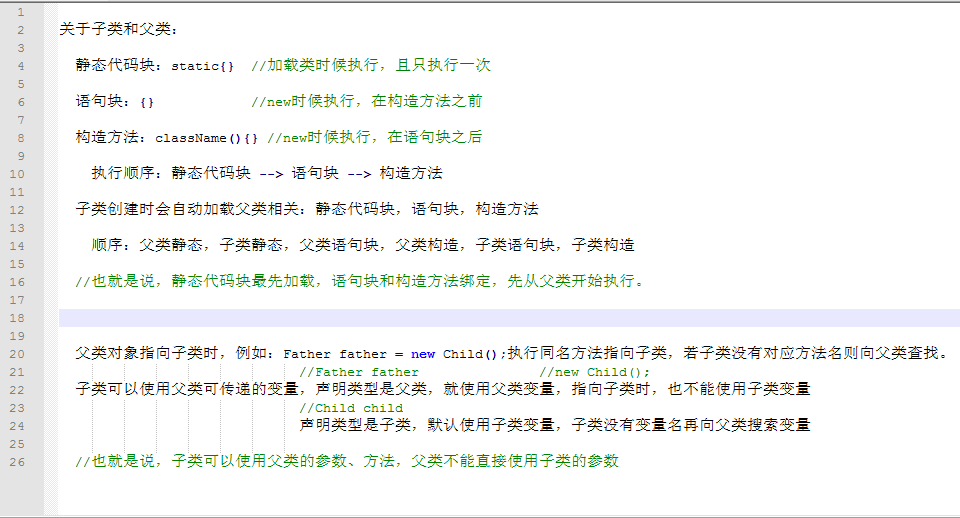 1
2 关于子类和父类：
3
4 静态代码块：static{} //加载类时候执行，且只执行一次
5
6 语句块：{} //new时候执行，在构造方法之前
7
8 构造方法：className(){} //new时候执行，在语句块之后
9
10 执行顺序：静态代码块 --> 语句块 --> 构造方法
11
12 子类创建时会自动加载父类相关：静态代码块，语句块，构造方法
13
14 顺序：父类静态，子类静态，父类语句块，父类构造，子类语句块，子类构造
15
16 //也就是说，静态代码块最先加载，语句块和构造方法绑定，先从父类开始执行。
17
18
19
20 父类对象指向子类时，例如：Father father = new Child();执行同名方法指向子类，若子类没有对应方法名则向父类查找。
21 //Father father //new Child();
22 子类可以使用父类可传递的变量，声明类型是父类，就使用父类变量，指向子类时，也不能使用子类变量
23 //Child child
24 声明类型是子类，默认使用子类变量，子类没有变量名再向父类搜索变量
25
26 //也就是说，子类可以使用父类的参数、方法，父类不能直接使用子类的参数